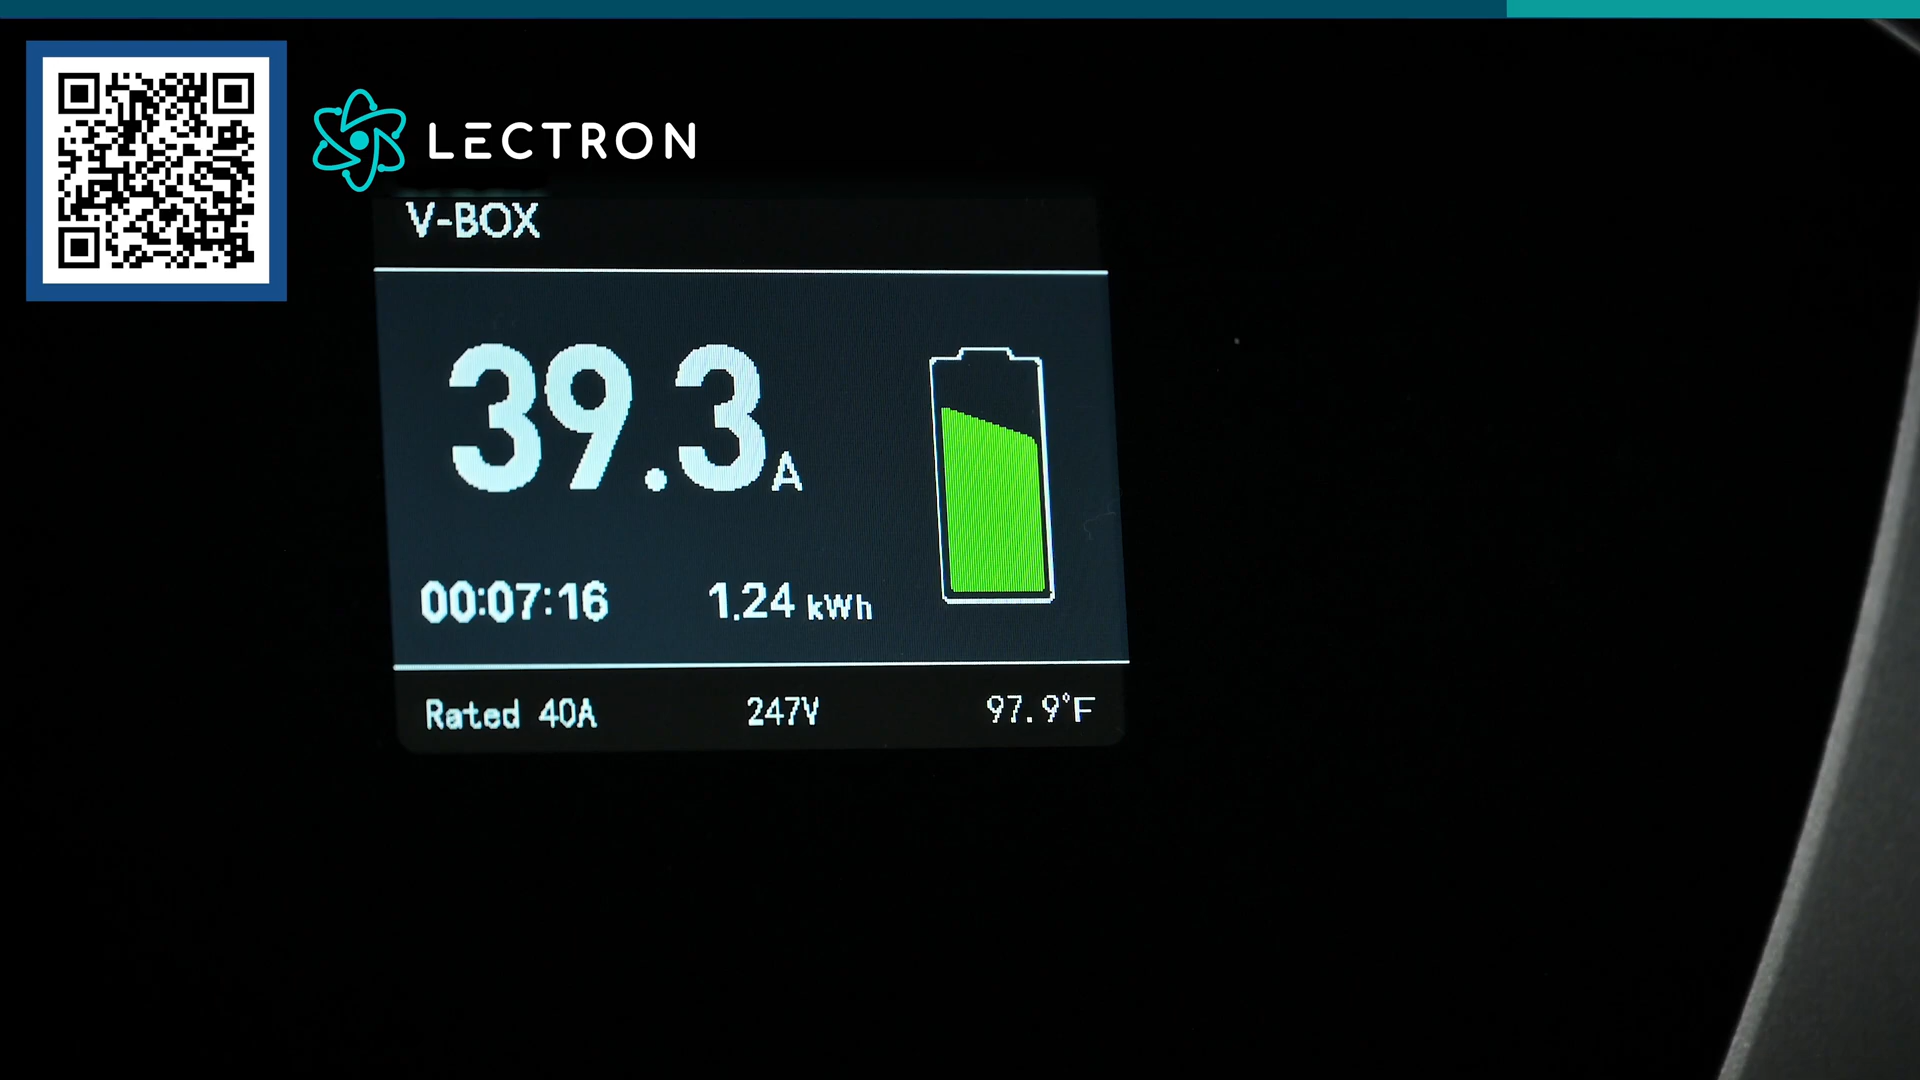 LECTRON
V-BOX
39.3A
00:07:16 1.24 kWh
Rated 40A 247V 97.9°F